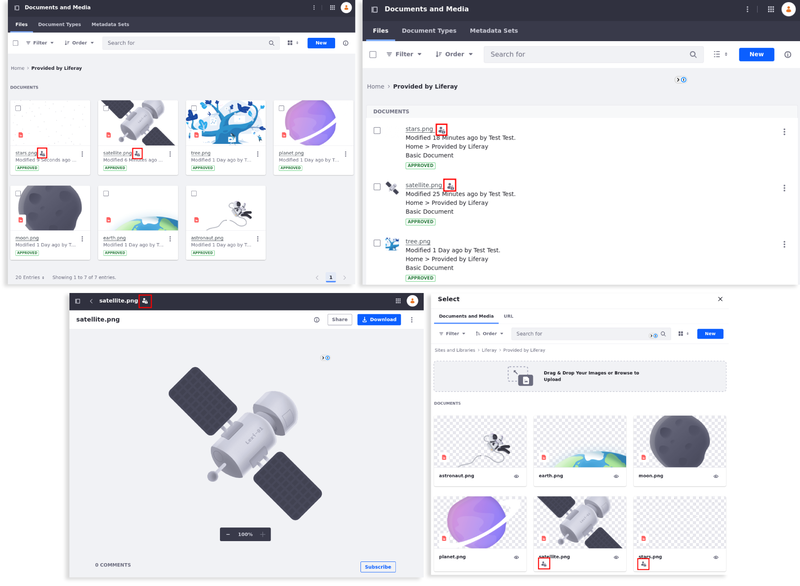 Documents and Media
Files Document Types Metadata Sets
Filter Order Search for New
Home › Provided by Liferay
DOCUMENTS
stars.png
APPROVED
satellite.png
APPROVED
tree.png
Modified 1 Day ago by T...
APPROVED
planet.png
Modified 1 Day ago by T...
APPROVED
moon.png
Modified 1 Day ago by T...
APPROVED
earth.png
Modified 1 Day ago by T...
APPROVED
astronaut.png
Modified 1 Day ago by T...
APPROVED
20 Entries Showing 1 to 7 of 7 entries. 1
Documents and Media
Files Document Types Metadata Sets
Filter Order Search for New
Home › Provided by Liferay
DOCUMENTS
stars.png
Modified 18 Minutes ago by Test Test.
Home > Provided by Liferay
Basic Document
APPROVED
satellite.png
Modified 25 Minutes ago by Test Test.
Home > Provided by Liferay
Basic Document
APPROVED
tree.png
Modified 1 Day ago by Test Test.
Home > Provided by Liferay
Basic Document
APPROVED
satellite.png
satellite.png Share Download
100%
0 COMMENTS Subscribe
Select
Documents and Media URL
Filter Order Search for New
Sites and Libraries › Liferay › Provided by Liferay
Drag & Drop Your Images or Browse to
Upload
DOCUMENTS
astronaut.png earth.png moon.png
planet.png satellite.png stars.png